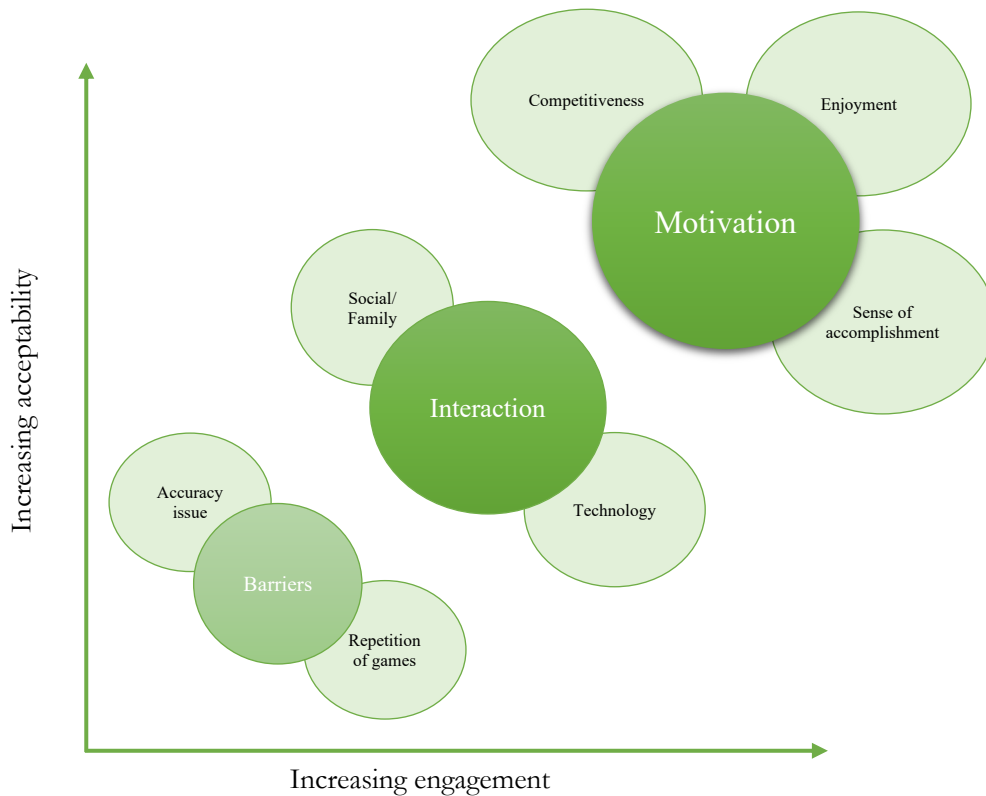 Competitiveness
Enjoyment
Motivation
Social/
Family
Sense of
accomplishment
Interaction
Accuracy
issue
Technology
Barriers
Repetition
of games
Increasing acceptability
Increasing engagement